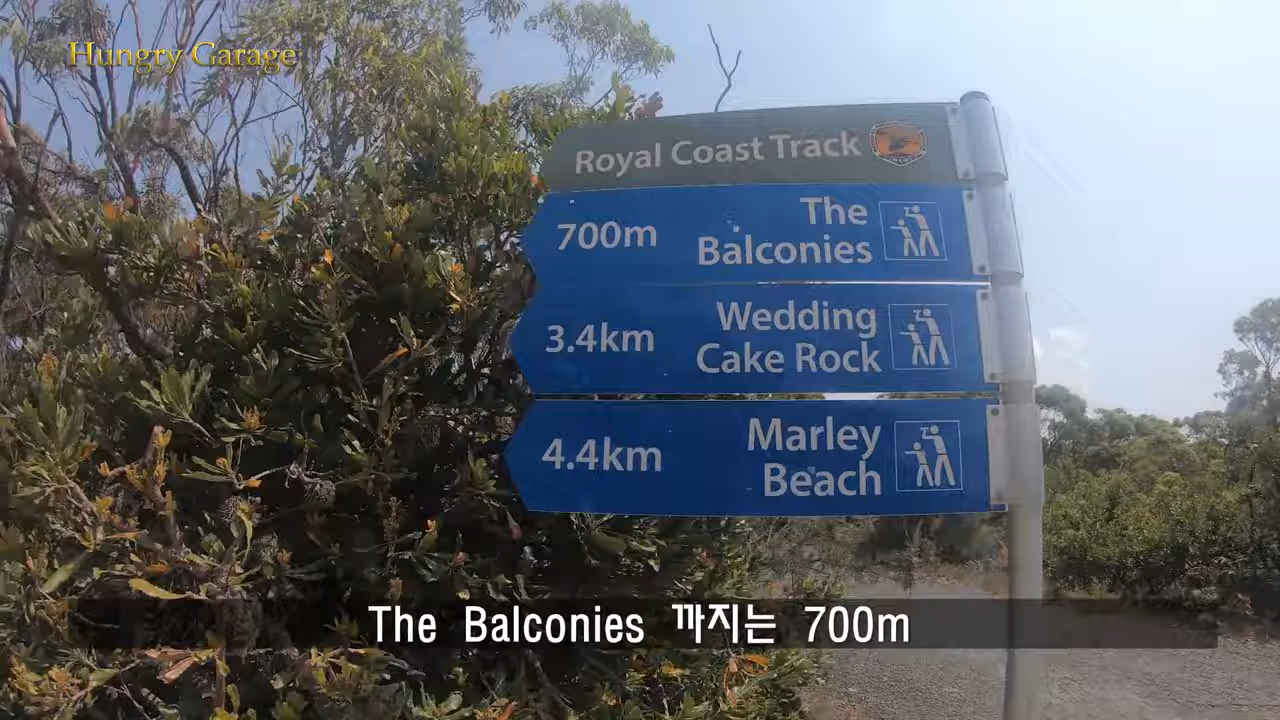 Hungry Garage
Royal Coast Track
700m
The
Balconies
3.4km
Wedding
Cake Rock
4.4km
Marley
Beach
The Balconies 까지는 700m